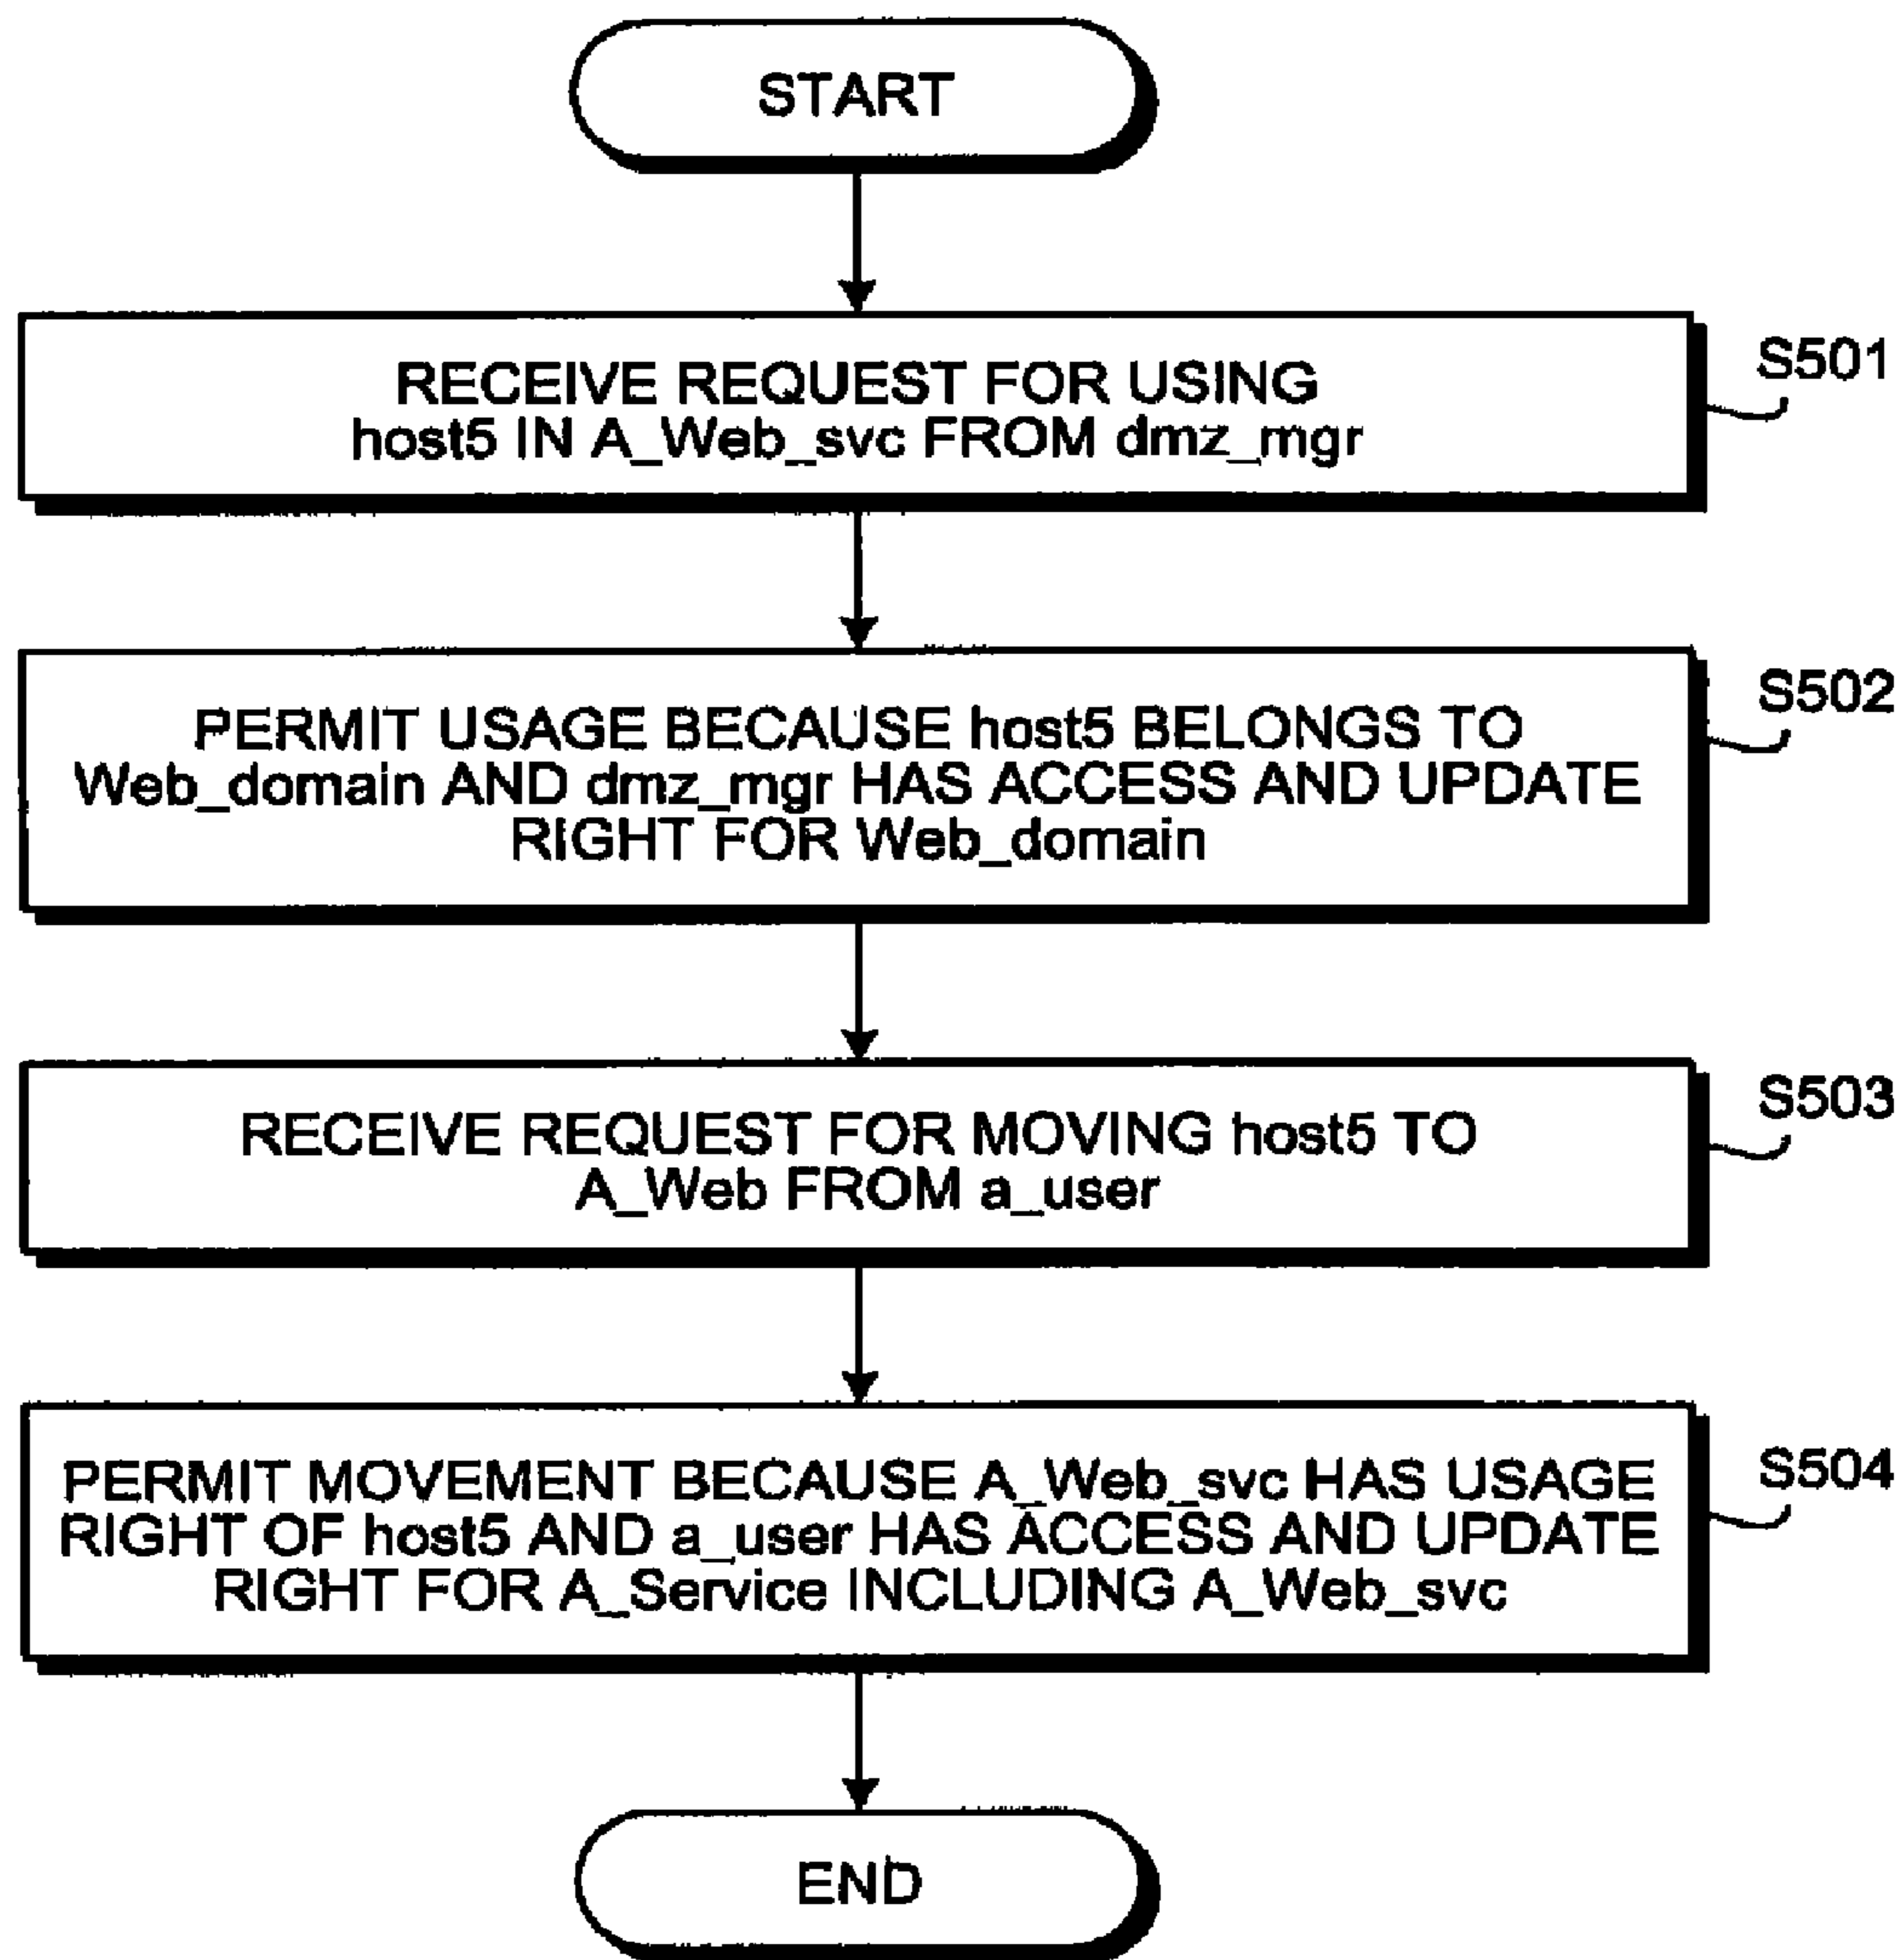 START
RECEIVE REQUEST FOR USING
host5 IN A_Web_svc FROM dmz_mgr
S501
PERMIT USAGE BECAUSE host5 BELONGS TO
Web_domain AND dmz_mgr HAS ACCESS AND UPDATE
RIGHT FOR Web_domain
S502
RECEIVE REQUEST FOR MOVING host5 TO
A_Web FROM a_user
S503
PERMIT MOVEMENT BECAUSE A_Web_svc HAS USAGE
RIGHT OF host5 AND a_user HAS ACCESS AND UPDATE
RIGHT FOR A_Service INCLUDING A_Web_svc
S504
END